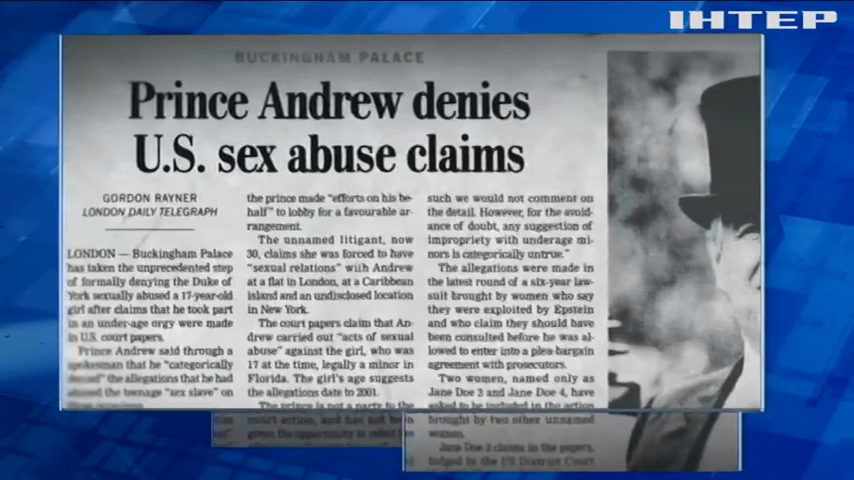 ІНТЕР
BUCKINGHAM PALACE
Prince Andrew denies
U.S. sex abuse claims
GORDON RAYNER
LONDON DAILY TELEGRAPH
LONDON — Buckingham Palace
has taken the unprecedented step
of formally denying the Duke of
York sexually abused a 17-year-old
girl after claims that he took part
in an under-age orgy were made
in U.S. court papers.
Prince Andrew said through a
spokesman that he "categorically
denied" the allegations that he had
abused the teenage "sex slave" on
three occasions.
the prince made "efforts on his be-
half" to lobby for a favourable ar-
rangement.
The unnamed litigant, now
30, claims she was forced to have
"sexual relations" with Andrew
at a flat in London, at a Caribbean
island and an undisclosed location
in New York.
The court papers claim that An-
drew carried out "acts of sexual
abuse" against the girl, who was
17 at the time, legally a minor in
Florida. The girl's age suggests
the allegations date to 2001.
The prince is not a party to the
court action, and has not been
given the opportunity to
such we would not comment on
the detail. However, for the avoid-
ance of doubt, any suggestion of
impropriety with underage mi-
nors is categorically untrue."
The allegations were made in
the latest round of a six-year law-
suit brought by women who say
they were exploited by Epstein
and who claim they should have
been consulted before he was al-
lowed to enter into a plea-bargain
agreement with prosecutors.
Two women, named only as
Jane Doe 3 and Jane Doe 4, have
asked to be included in the action
brought by two other unnamed
women.
Jane Doe 3 claims in the papers,
lodged in the US District Court